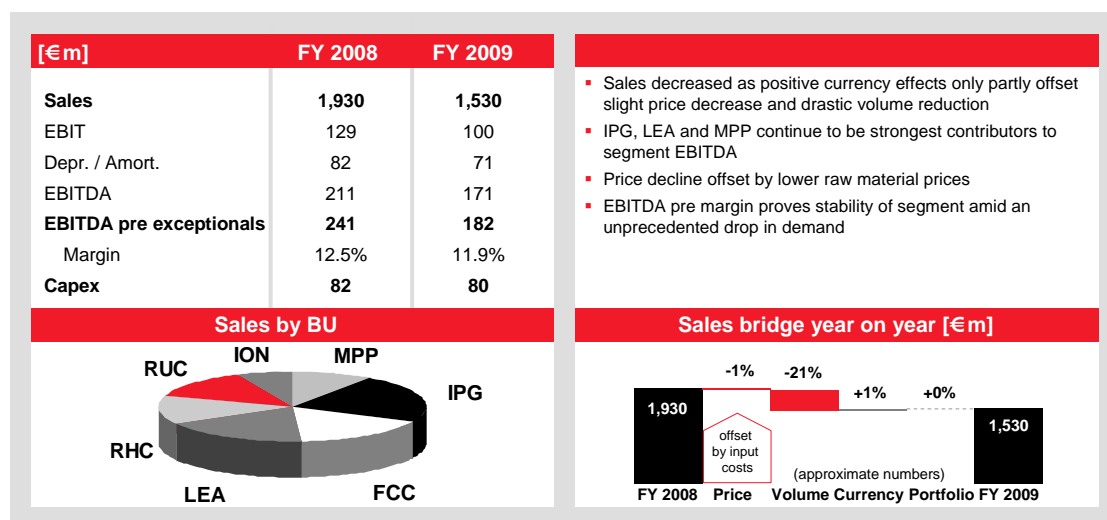 [€m] FY 2008 FY 2009
Sales 1,930 1,530
EBIT 129 100
Depr. / Amort. 82 71
EBITDA 211 171
EBITDA pre exceptionals 241 182
Margin 12.5% 11.9%
Capex 82 80
▪ Sales decreased as positive currency effects only partly offset
slight price decrease and drastic volume reduction
▪ IPG, LEA and MPP continue to be strongest contributors to
segment EBITDA
▪ Price decline offset by lower raw material prices
▪ EBITDA pre margin proves stability of segment amid an
unprecedented drop in demand
Sales by BU
ION MPP
RUC
IPG
RHC
LEA FCC
Sales bridge year on year [€m]
-1% -21%
+1% +0%
1,930
1,530
offset
by input
costs
(approximate numbers)
FY 2008 Price Volume Currency Portfolio FY 2009